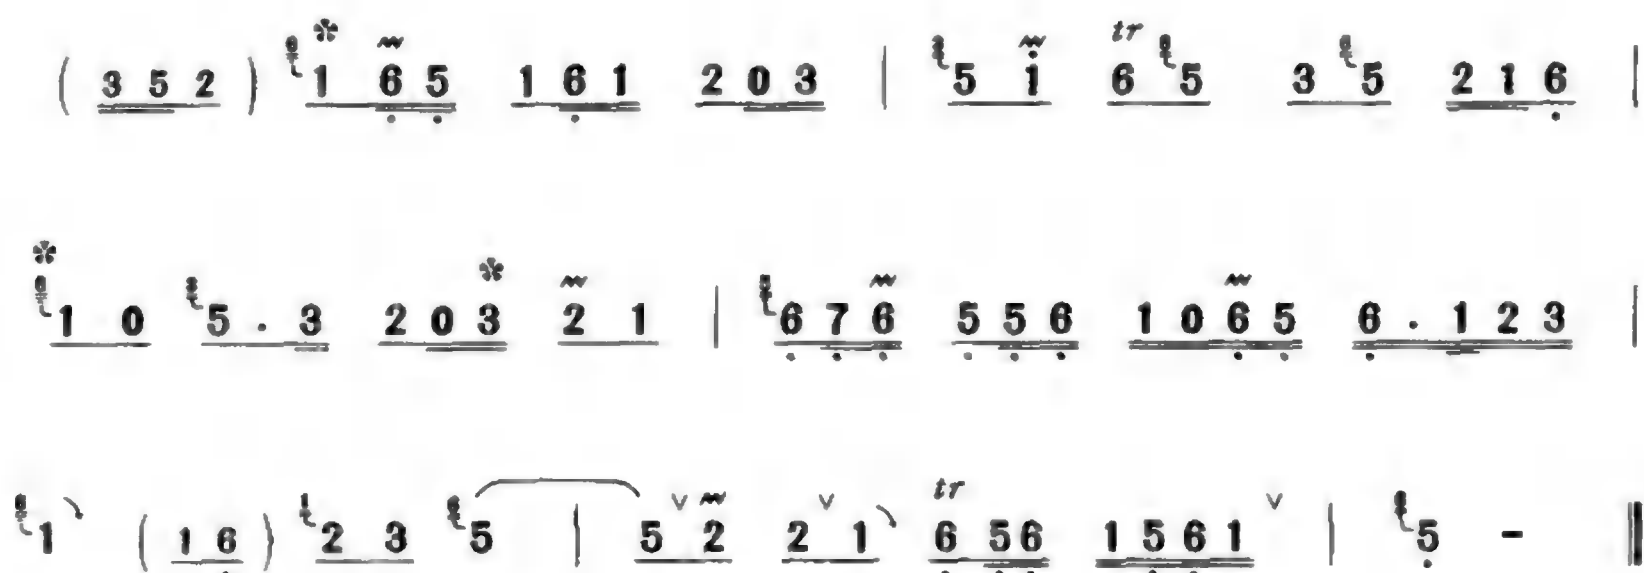 ( 3 5 2 ) 1 6 5 1 6 1 2 0 3 | 5 i tr 6 5 3 5 2 1 6 |
1 0 5 . 3 2 0 3 2 1 | 6 7 6 5 5 6 1 0 6 5 6 . 1 2 3 |
1 ( 1 6 ) 2 3 5 | 5 2 2 1 tr 6 5 6 1 5 6 1 | 5 - ‖